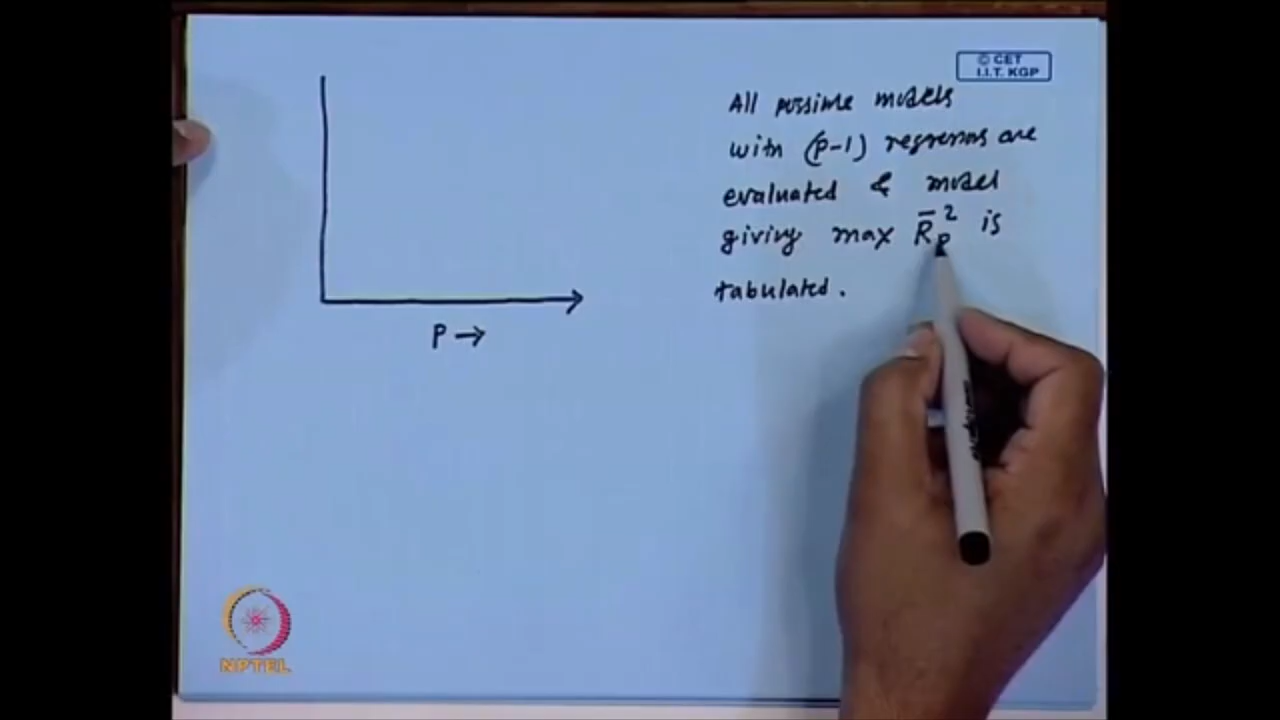 © CET
I.I.T. KGP
All possible models
with (p-1) regressors are
evaluated & model
giving max R̄p² is
tabulated.
P →
NPTEL